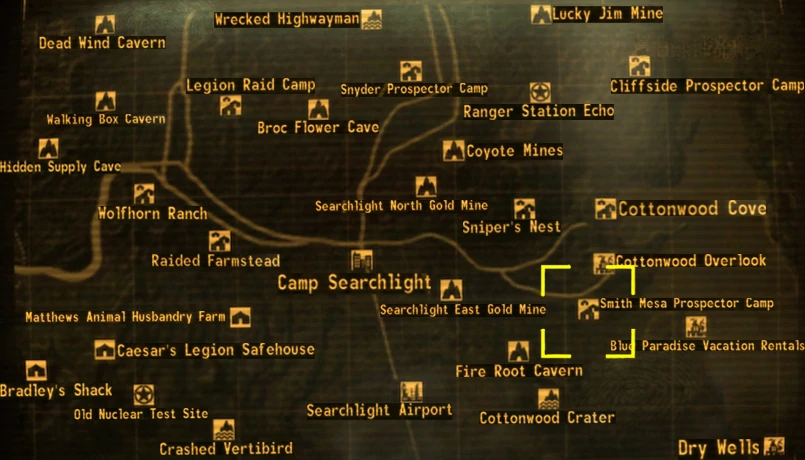 Wrecked Highwayman
Lucky Jim Mine
Dead Wind Cavern
Legion Raid Camp
Snyder Prospector Camp
Cliffside Prospector Camp
Walking Box Cavern
Broc Flower Cave
Ranger Station Echo
Hidden Supply Cave
Coyote Mines
Wolfhorn Ranch
Searchlight North Gold Mine
Sniper's Nest
Cottonwood Cove
Raided Farmstead
Cottonwood Overlook
Camp Searchlight
Searchlight East Gold Mine
Smith Mesa Prospector Camp
Matthews Animal Husbandry Farm
Caesar's Legion Safehouse
Blue Paradise Vacation Rentals
Fire Root Cavern
Bradley's Shack
Old Nuclear Test Site
Searchlight Airport
Cottonwood Crater
Crashed Vertibird
Dry Wells